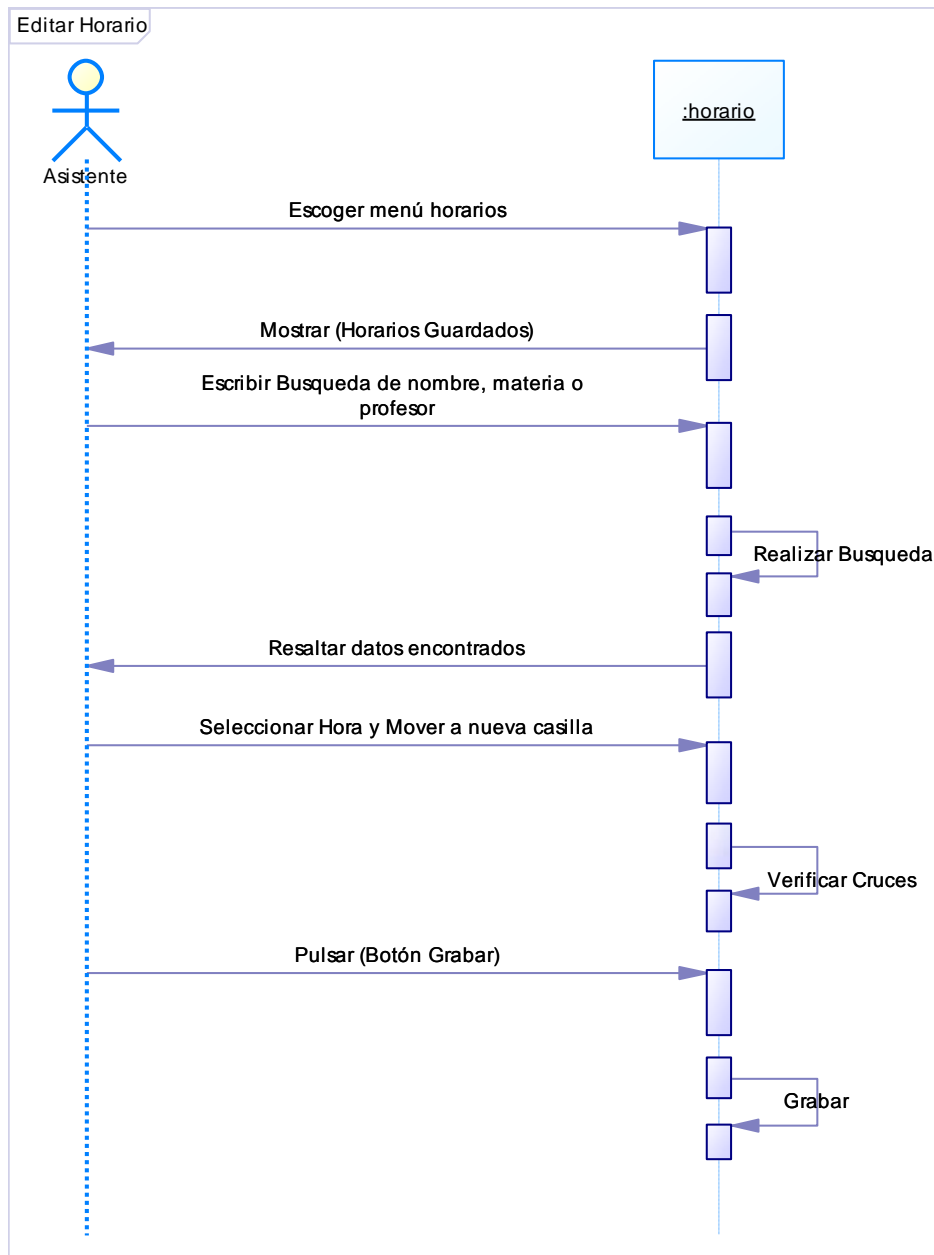 Editar Horario
:horario
Asistente
Escoger menú horarios
Mostrar (Horarios Guardados)
Escribir Busqueda de nombre, materia o
profesor
Realizar Busqueda
Resaltar datos encontrados
Seleccionar Hora y Mover a nueva casilla
Verificar Cruces
Pulsar (Botón Grabar)
Grabar